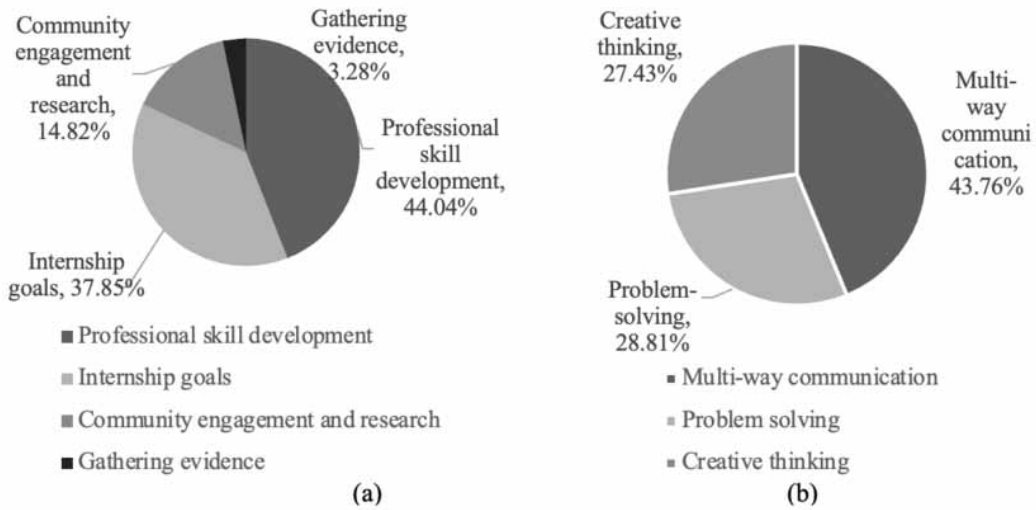 Community
engagement
and
research,
14.82%
Gathering
evidence,
3.28%
Professional
skill
development,
44.04%
Internship
goals, 37.85%
■ Professional skill development
■ Internship goals
■ Community engagement and research
■ Gathering evidence
(a)
Creative
thinking,
27.43%
Multi-
way
communi
cation,
43.76%
Problem-
solving,
28.81%
■ Multi-way communication
■ Problem solving
■ Creative thinking
(b)